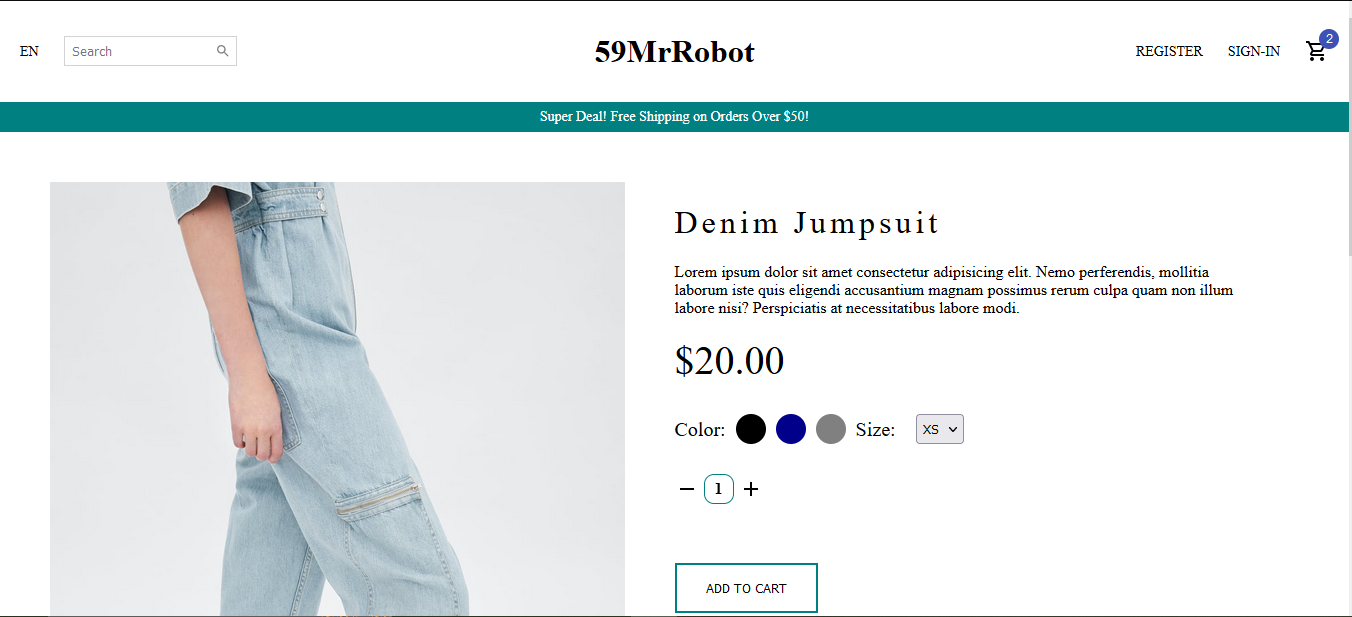 EN
Search
59MrRobot
REGISTER
SIGN-IN
2
Super Deal! Free Shipping on Orders Over $50!
Denim Jumpsuit
Lorem ipsum dolor sit amet consectetur adipisicing elit. Nemo perferendis, mollitia
laborum iste quis eligendi accusantium magnam possimus rerum culpa quam non illum
labore nisi? Perspiciatis at necessitatibus labore modi.
$20.00
Color:
Size:
XS
1
ADD TO CART